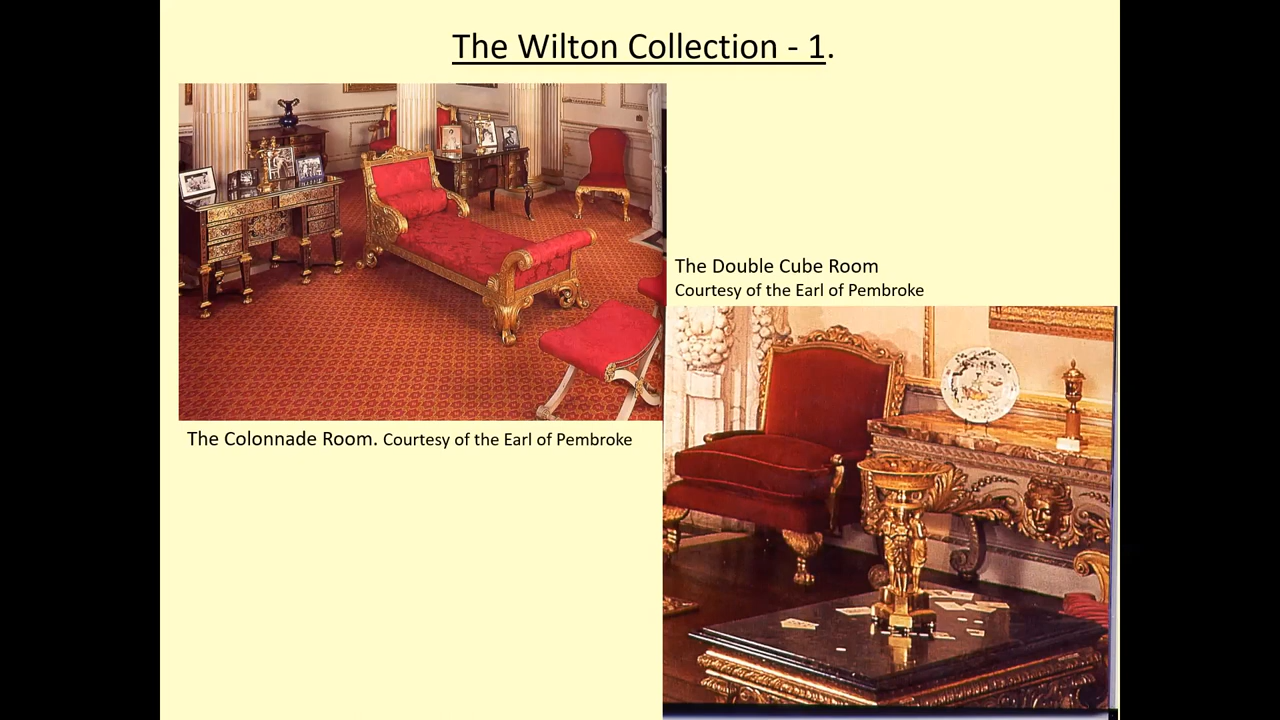 The Wilton Collection - 1.
The Double Cube Room
Courtesy of the Earl of Pembroke
The Colonnade Room. Courtesy of the Earl of Pembroke